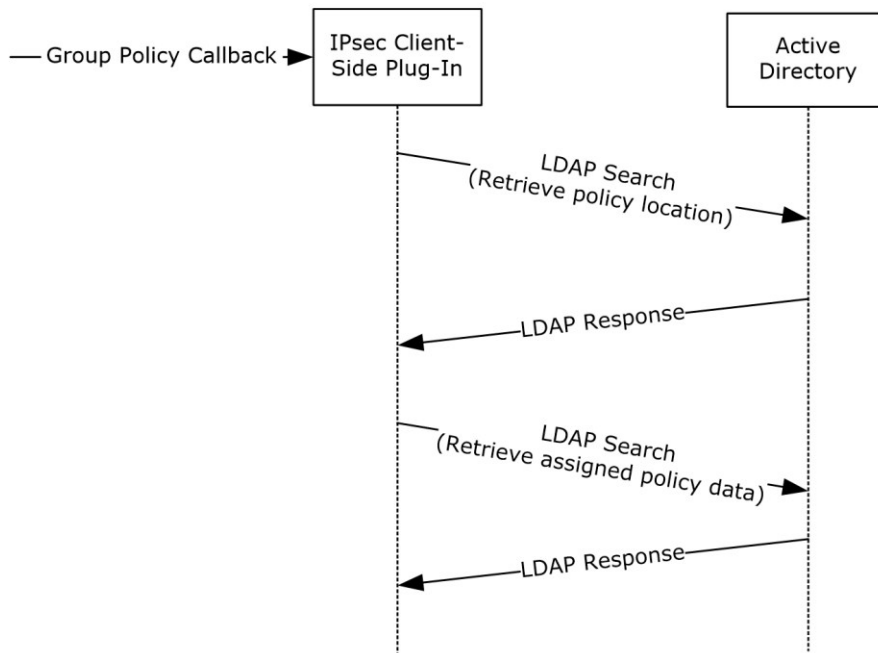 Group Policy Callback
IPsec Client-
Side Plug-In
Active
Directory
LDAP Search
(Retrieve policy location)
LDAP Response
LDAP Search
(Retrieve assigned policy data)
LDAP Response